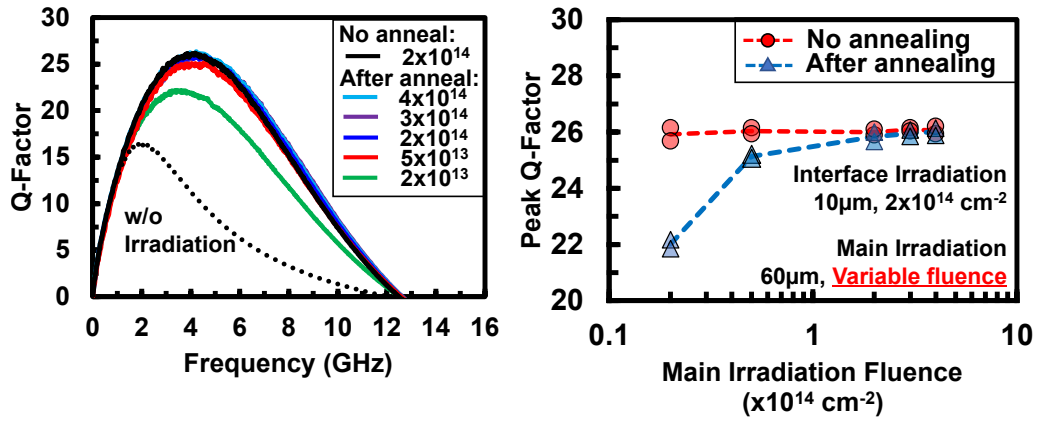 30
25
20
15
10
5
0
Q-Factor
0 2 4 6 8 10 12 14 16
Frequency (GHz)
No anneal:
2x10¹⁴
After anneal:
4x10¹⁴
3x10¹⁴
2x10¹⁴
5x10¹³
2x10¹³
w/o
Irradiation
30
28
26
24
22
20
Peak Q-Factor
No annealing
After annealing
Interface Irradiation
10µm, 2x10¹⁴ cm⁻²
Main Irradiation
60µm, Variable fluence
0.1 1 10
Main Irradiation Fluence
(x10¹⁴ cm⁻²)